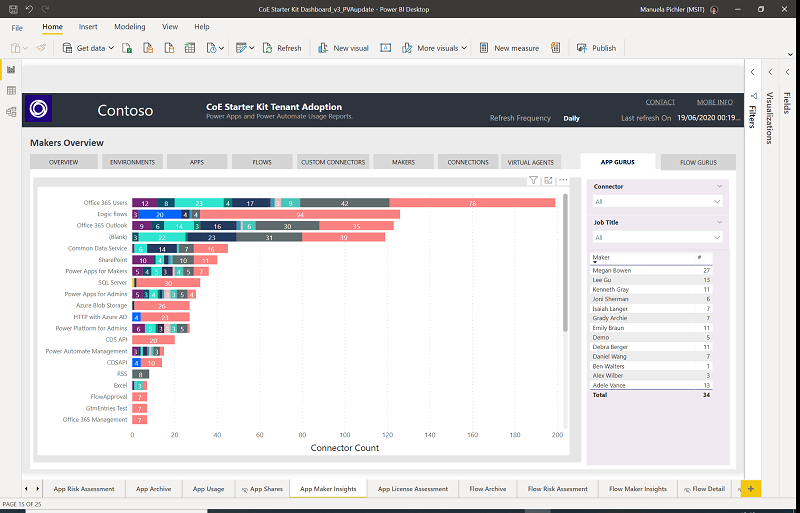 CoE Starter Kit Dashboard_v3_PVAupdate - Power BI Desktop
Manuela Pichler (MSIT)
File Home Insert Modeling View Help
Get data Refresh New visual More visuals New measure Publish
Contoso
CoE Starter Kit Tenant Adoption
Power Apps and Power Automate Usage Reports.
CONTACT MORE INFO
Refresh Frequency Daily Last refresh On 19/06/2020 00:19...
Filters
Visualizations
Fields
Makers Overview
OVERVIEW ENVIRONMENTS APPS FLOWS CUSTOM CONNECTORS MAKERS CONNECTIONS VIRTUAL AGENTS APP GURUS FLOW GURUS
Office 365 Users 12 8 23 4 17 9 42 78
Logic flows 3 20 4 4 94
Office 365 Outlook 9 6 14 3 16 6 30 35
(Blank) 3 22 23 31 39
Common Data Service 6 14 7 16
SharePoint 10 4 10 11
Power Apps for Makers 5 4 5 3 4 5 7
SQL Server 30
Power Apps for Admins 5 3 4 3 5 4
Azure Blob Storage 26
HTTP with Azure AD 4 23
Power Platform for Admins 6 5 3 3 5
CDS API 20
Power Automate Management 3 3
CDSAPI 4 10
RSS 8
Excel 3
FlowApproval 7
GtmEntries Test 7
Office 365 Management 7
0 20 40 60 80 100 120 140 160 180 200
Connector Count
Connector
All
Job Title
All
Maker #
Megan Bowen 27
Lee Gu 13
Kenneth Gray 11
Joni Sherman 6
Isaiah Langer 7
Grady Archie 7
Emily Braun 11
Demo 5
Debra Berger 11
Daniel Wang 7
Ben Walters 1
Alex Wilber 3
Adele Vance 13
Total 34
App Risk Assessment App Archive App Usage App Shares App Maker Insights App License Assessment Flow Archive Flow Risk Assesment Flow Maker Insights Flow Detail
PAGE 15 OF 25